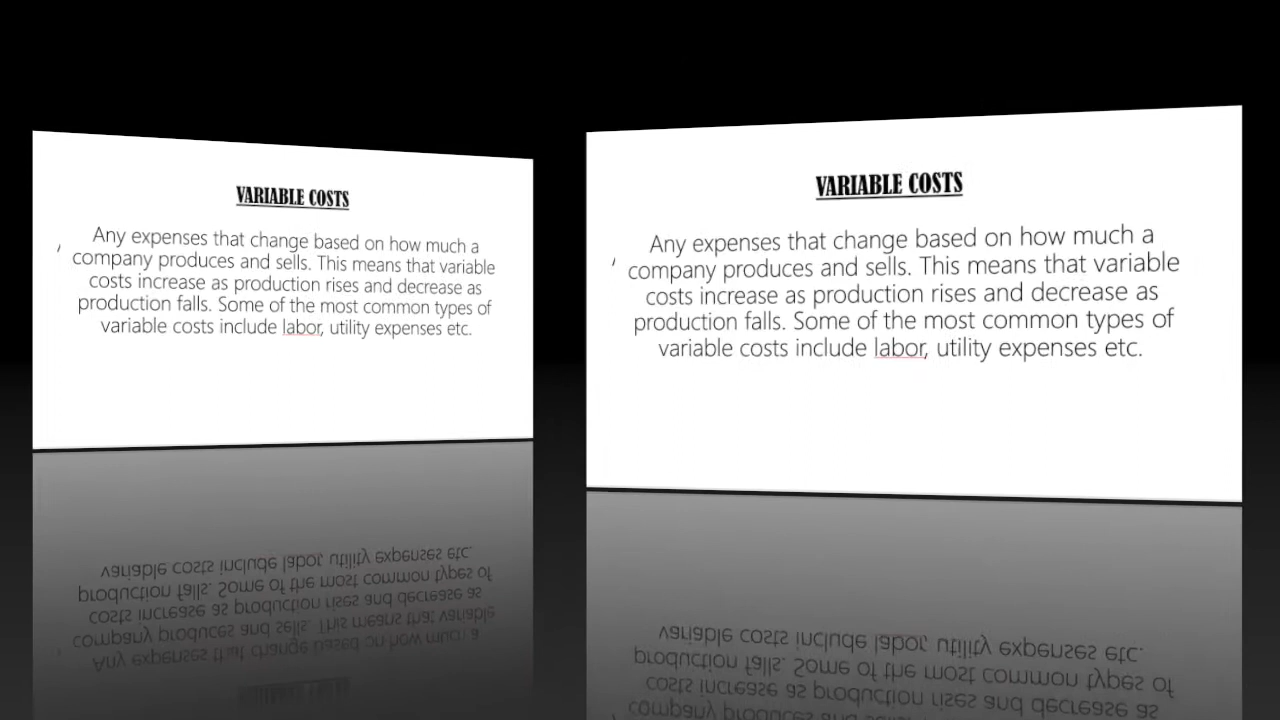 VARIABLE COSTS
Any expenses that change based on how much a
company produces and sells. This means that variable
costs increase as production rises and decrease as
production falls. Some of the most common types of
variable costs include labor, utility expenses etc.
VARIABLE COSTS
Any expenses that change based on how much a
company produces and sells. This means that variable
costs increase as production rises and decrease as
production falls. Some of the most common types of
variable costs include labor, utility expenses etc.